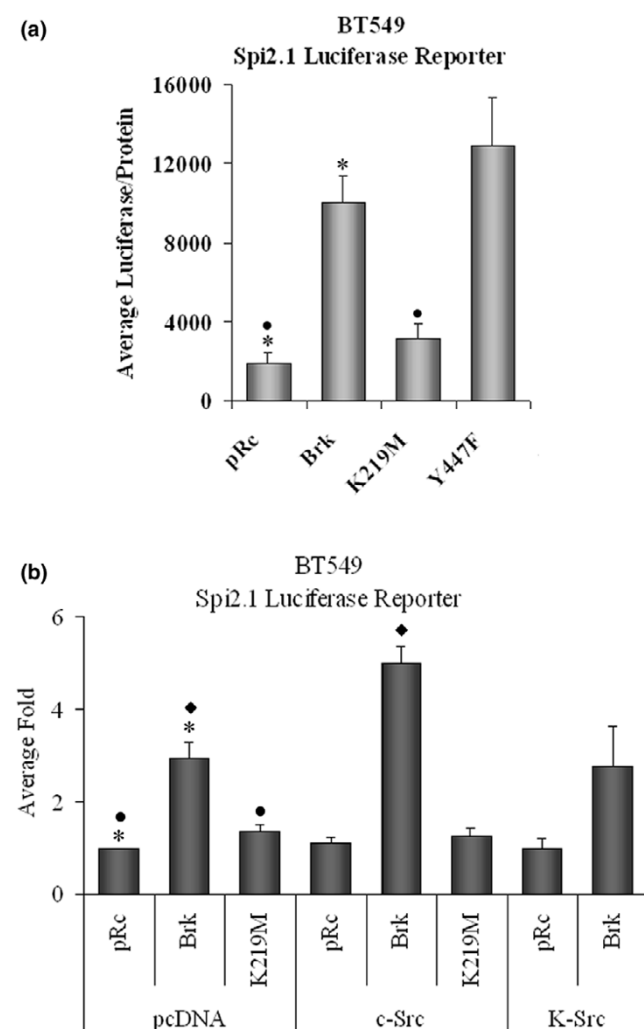 (a)
BT549
Spi2.1 Luciferase Reporter
Average Luciferase/Protein
16000
12000
8000
4000
0
*
*
pRc
Brk
K219M
Y447F
(b)
BT549
Spi2.1 Luciferase Reporter
Average Fold
6
4
2
0
*
*
pRc
Brk
K219M
pRc
Brk
K219M
pRc
Brk
pcDNA
c-Src
K-Src